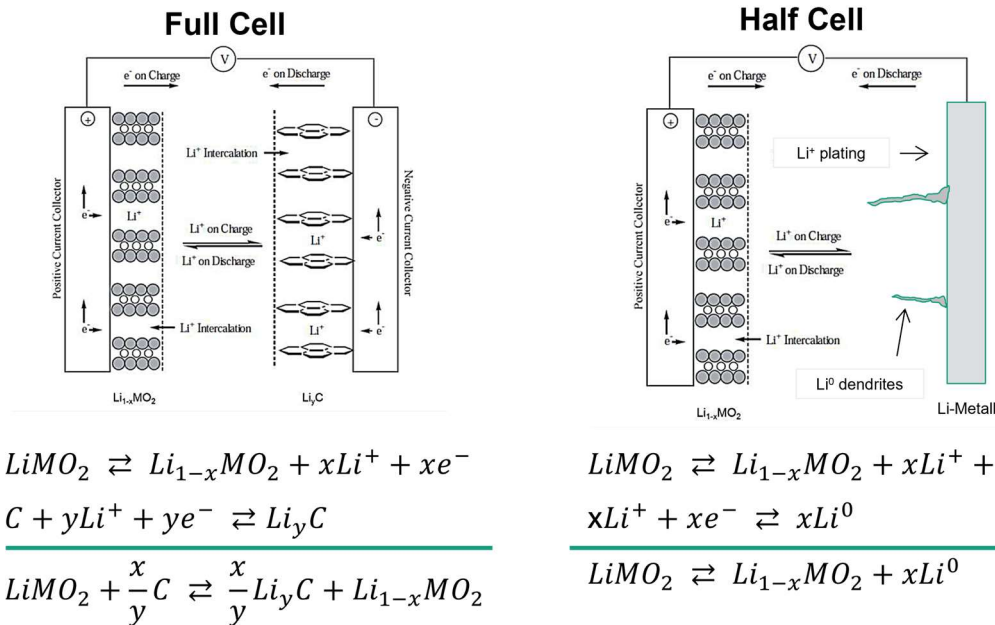 Full Cell
V
e⁻ on Charge
e⁻ on Discharge
+
-
Positive Current Collector
Negative Current Collector
Li⁺ Intercalation
Li⁺
Li⁺
e⁻
e⁻
Li⁺ on Charge
Li⁺ on Discharge
e⁻
e⁻
Li⁺ Intercalation
Li⁺
Li₁₋ₓMO₂
LiᵧC
LiMO₂ ⇄ Li₁₋ₓMO₂ + xLi⁺ + xe⁻
C + yLi⁺ + ye⁻ ⇄ LiᵧC
LiMO₂ + x/y C ⇄ x/y LiᵧC + Li₁₋ₓMO₂
Half Cell
V
e⁻ on Charge
e⁻ on Discharge
+
Positive Current Collector
Li⁺ plating
Li⁺
e⁻
Li⁺ on Charge
Li⁺ on Discharge
e⁻
Li⁺ Intercalation
Li⁰ dendrites
Li₁₋ₓMO₂
Li-Metall
LiMO₂ ⇄ Li₁₋ₓMO₂ + xLi⁺ +
xLi⁺ + xe⁻ ⇄ xLi⁰
LiMO₂ ⇄ Li₁₋ₓMO₂ + xLi⁰